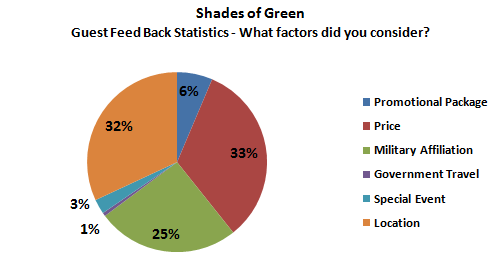 Shades of Green
Guest Feed Back Statistics - What factors did you consider?
6%
33%
25%
1%
3%
32%
Promotional Package
Price
Military Affiliation
Government Travel
Special Event
Location